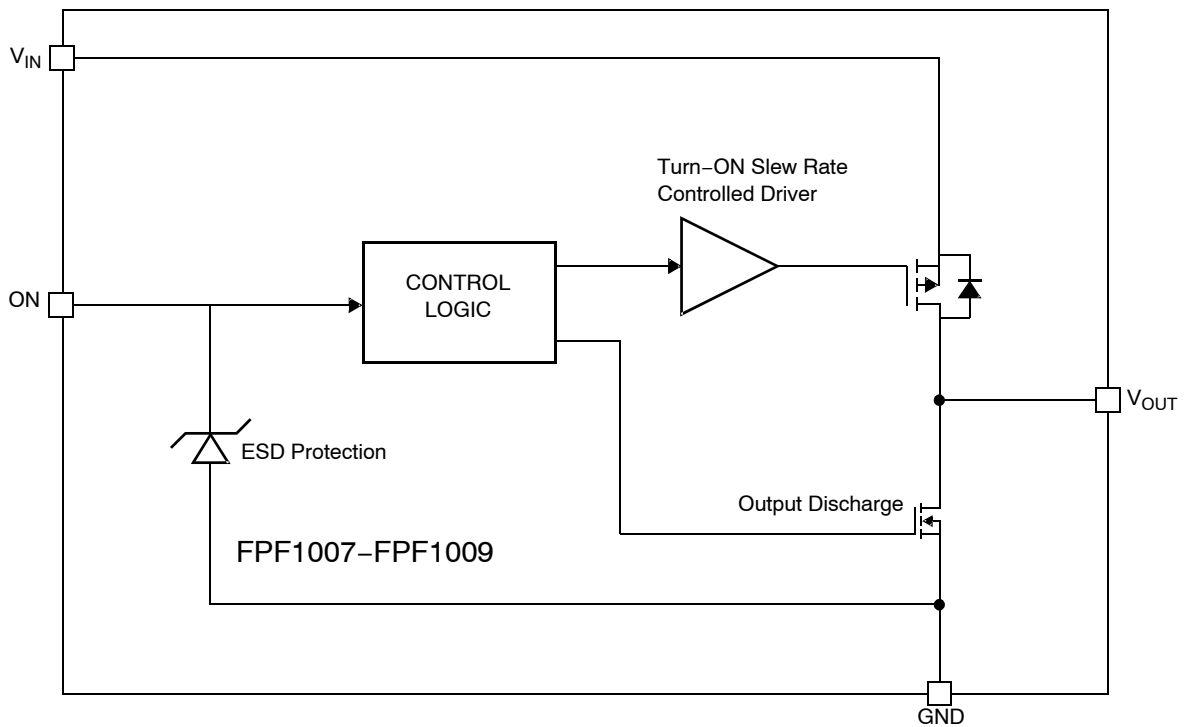 V_IN
Turn−ON Slew Rate
Controlled Driver
ON
CONTROL
LOGIC
V_OUT
ESD Protection
Output Discharge
FPF1007−FPF1009
GND